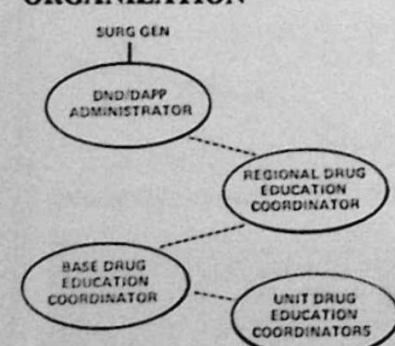 ORGANIZATION
SURG GEN
DND/DAPP
ADMINISTRATOR
REGIONAL DRUG
EDUCATION
COORDINATOR
BASE DRUG
EDUCATION
COORDINATOR
UNIT DRUG
EDUCATION
COORDINATORS